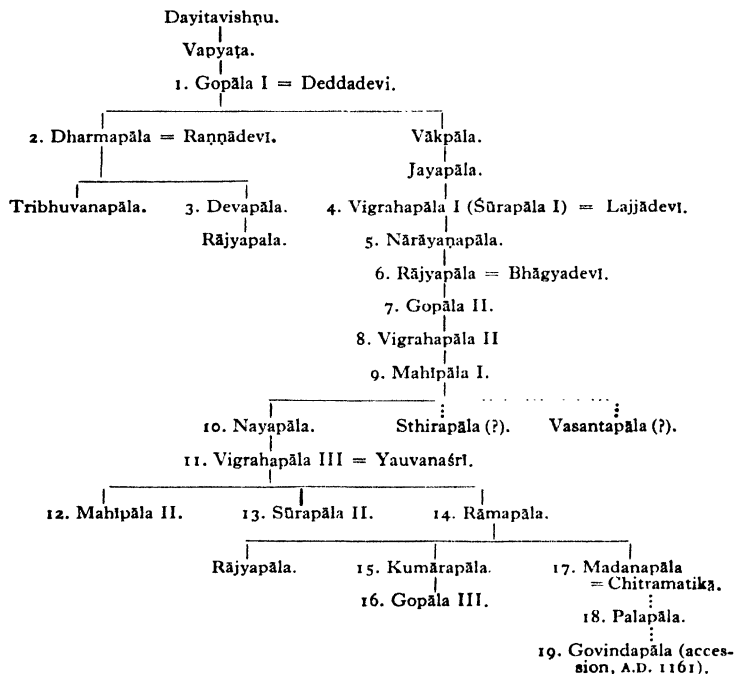 Dayitavishṇu.
Vapyaṭa.
1. Gopāla I = Deddadevi.
2. Dharmapāla = Raṇṇādevī. Vākpāla.
Jayapāla.
Tribhuvanapāla. 3. Devapāla. 4. Vigrahapāla I (Śūrapāla I) = Lajjādevī.
Rājyapala. 5. Nārāyaṇapāla.
6. Rājyapāla = Bhāgyadevī.
7. Gopāla II.
8. Vigrahapāla II
9. Mahīpāla I.
10. Nayapāla. Sthirapāla (?). Vasantapāla (?).
11. Vigrahapāla III = Yauvanaśrī.
12. Mahīpāla II. 13. Sūrapāla II. 14. Rāmapāla.
Rājyapāla. 15. Kumārapāla. 17. Madanapāla
= Chitramatikā.
16. Gopāla III.
18. Palapāla.
19. Govindapāla (acces-
sion, A.D. 1161).